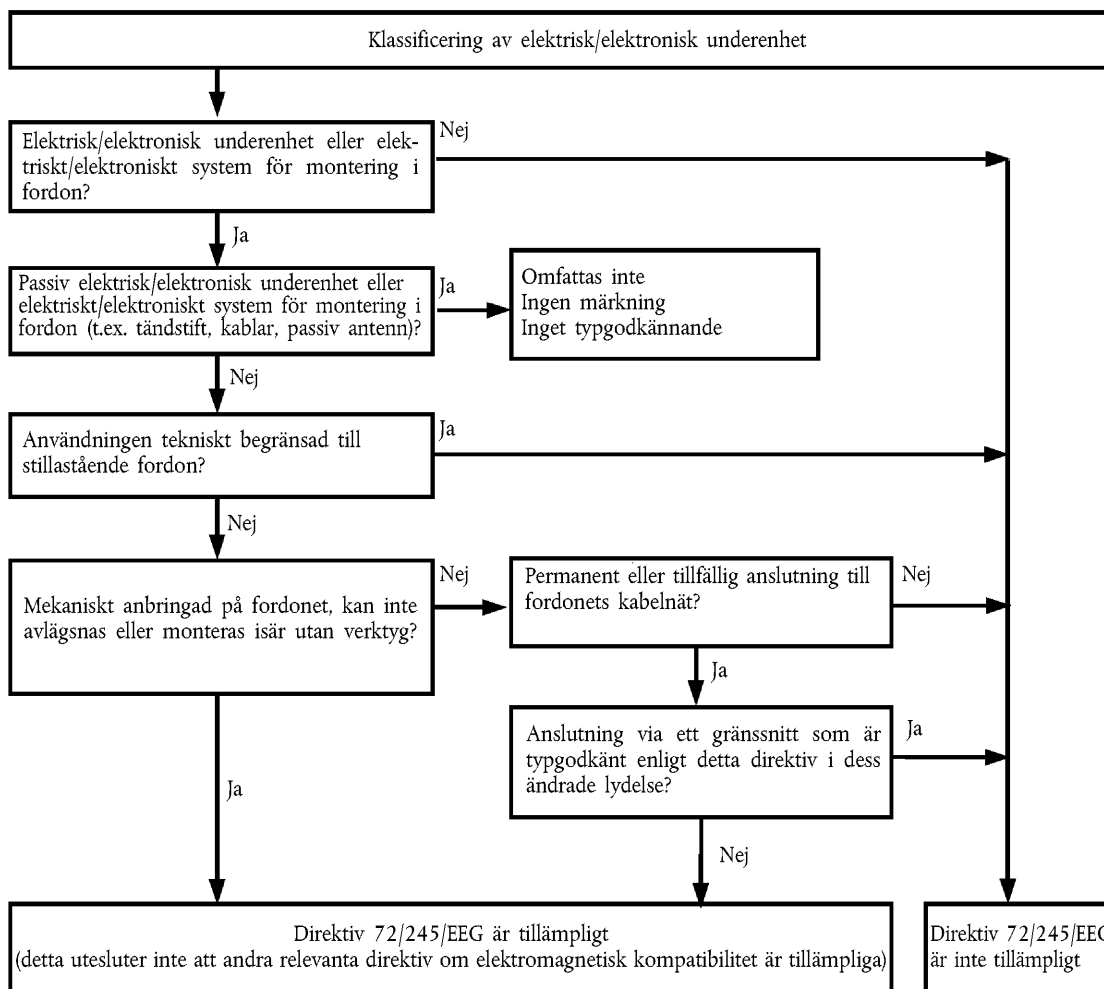 Klassificering av elektrisk/elektronisk underenhet
Elektrisk/elektronisk underenhet eller elek-
triskt/elektroniskt system för montering i
fordon?
Nej
Ja
Passiv elektrisk/elektronisk underenhet eller
elektriskt/elektroniskt system för montering i
fordon (t.ex. tändstift, kablar, passiv antenn)?
Ja
Omfattas inte
Ingen märkning
Inget typgodkännande
Nej
Användningen tekniskt begränsad till
stillastående fordon?
Ja
Nej
Mekaniskt anbringad på fordonet, kan inte
avlägsnas eller monteras isär utan verktyg?
Nej
Permanent eller tillfällig anslutning till
fordonets kabelnät?
Nej
Ja
Anslutning via ett gränssnitt som är
typgodkänt enligt detta direktiv i dess
ändrade lydelse?
Ja
Ja
Nej
Direktiv 72/245/EEG är tillämpligt
(detta utesluter inte att andra relevanta direktiv om elektromagnetisk kompatibilitet är tillämpliga)
Direktiv 72/245/EEG
är inte tillämpligt